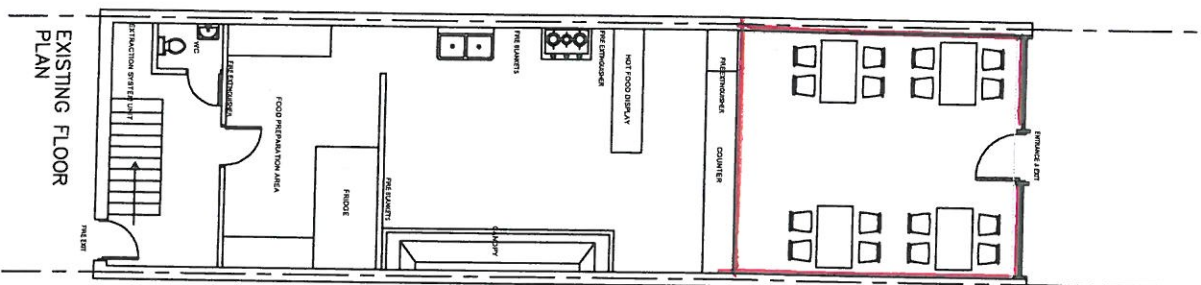 EXISTING FLOOR
PLAN
EXTRACTION SYSTEM UNIT
WC
FIRE EXTINGUISHER
FOOD PREPARATION AREA
FRIDGE
FIRE EXIT
FIRE BLANKETS
FIRE BLANKETS
CANOPY
FIRE EXTINGUISHER
HOT FOOD DISPLAY
FIRE EXTINGUISHER
COUNTER
ENTRANCE & EXIT